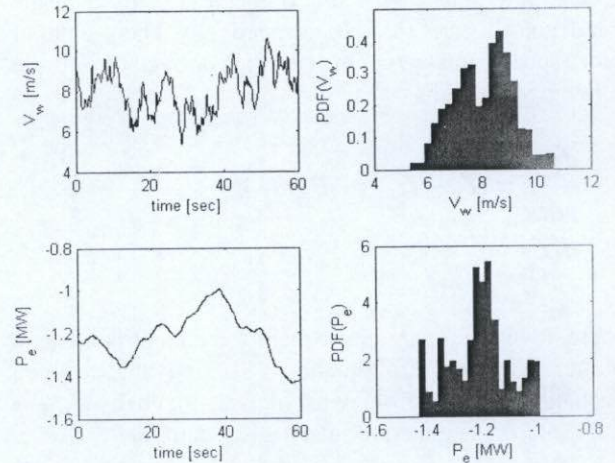 12
10
8
6
4
V_w [m/s]
0 20 40 60
time [sec]
0.4
0.3
0.2
0.1
0
PDF(V_w)
4 6 8 10 12
V_w [m/s]
-0.8
-1
-1.2
-1.4
-1.6
P_e [MW]
0 20 40 60
time [sec]
6
4
2
0
PDF(P_e)
-1.6 -1.4 -1.2 -1 -0.8
P_e [MW]